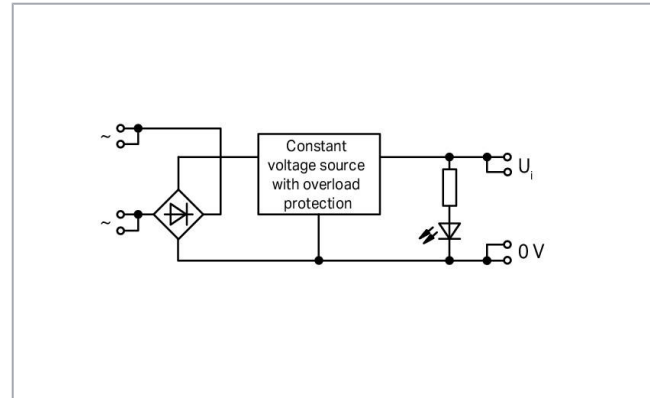 ~
~
Constant
voltage source
with overload
protection
Ui
0 V